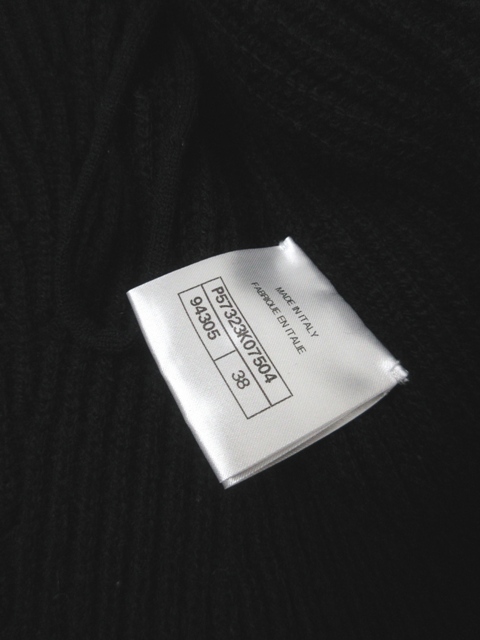 MADE IN ITALY
FABRIQUE EN ITALIE
P57323K07504
94305 38